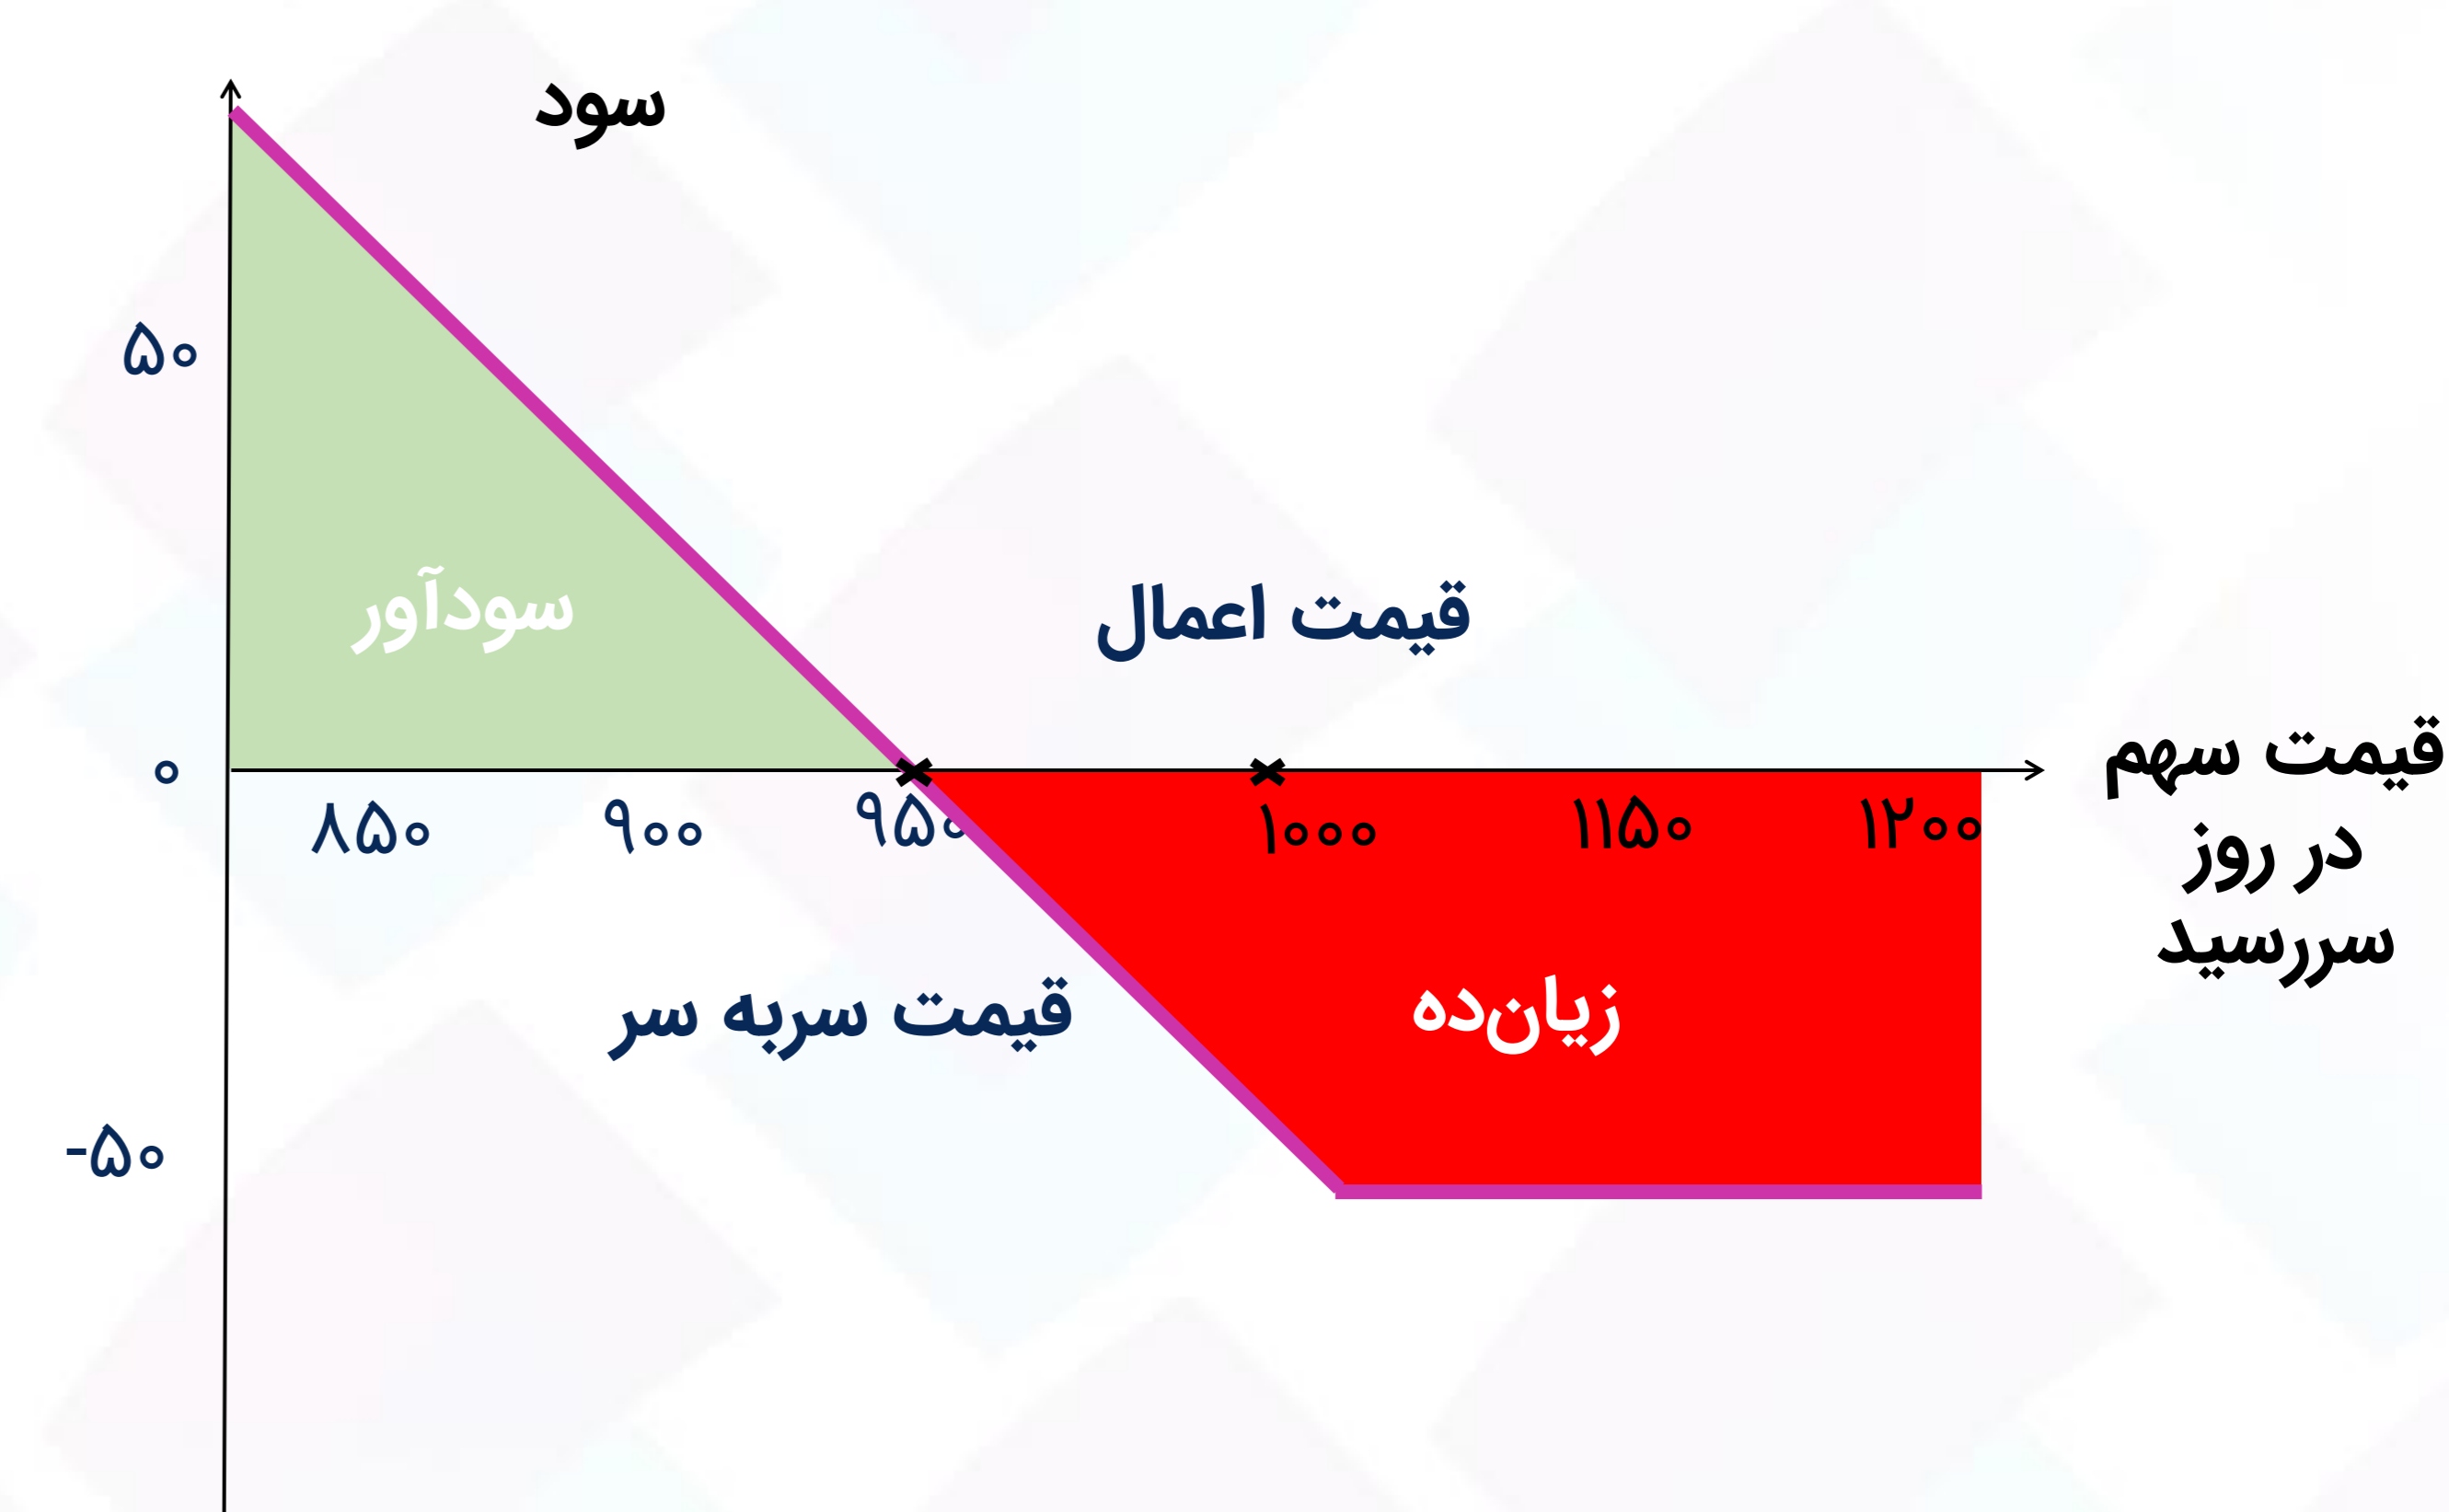 سود
۵۰
سودآور
قیمت اعمال
۰
۸۵۰
۹۰۰
۹۵۰
۱۰۰۰
۱۱۵۰
۱۲۰۰
قیمت سهم
در روز
سررسید
قیمت سربه سر
زیان‌ده
-۵۰